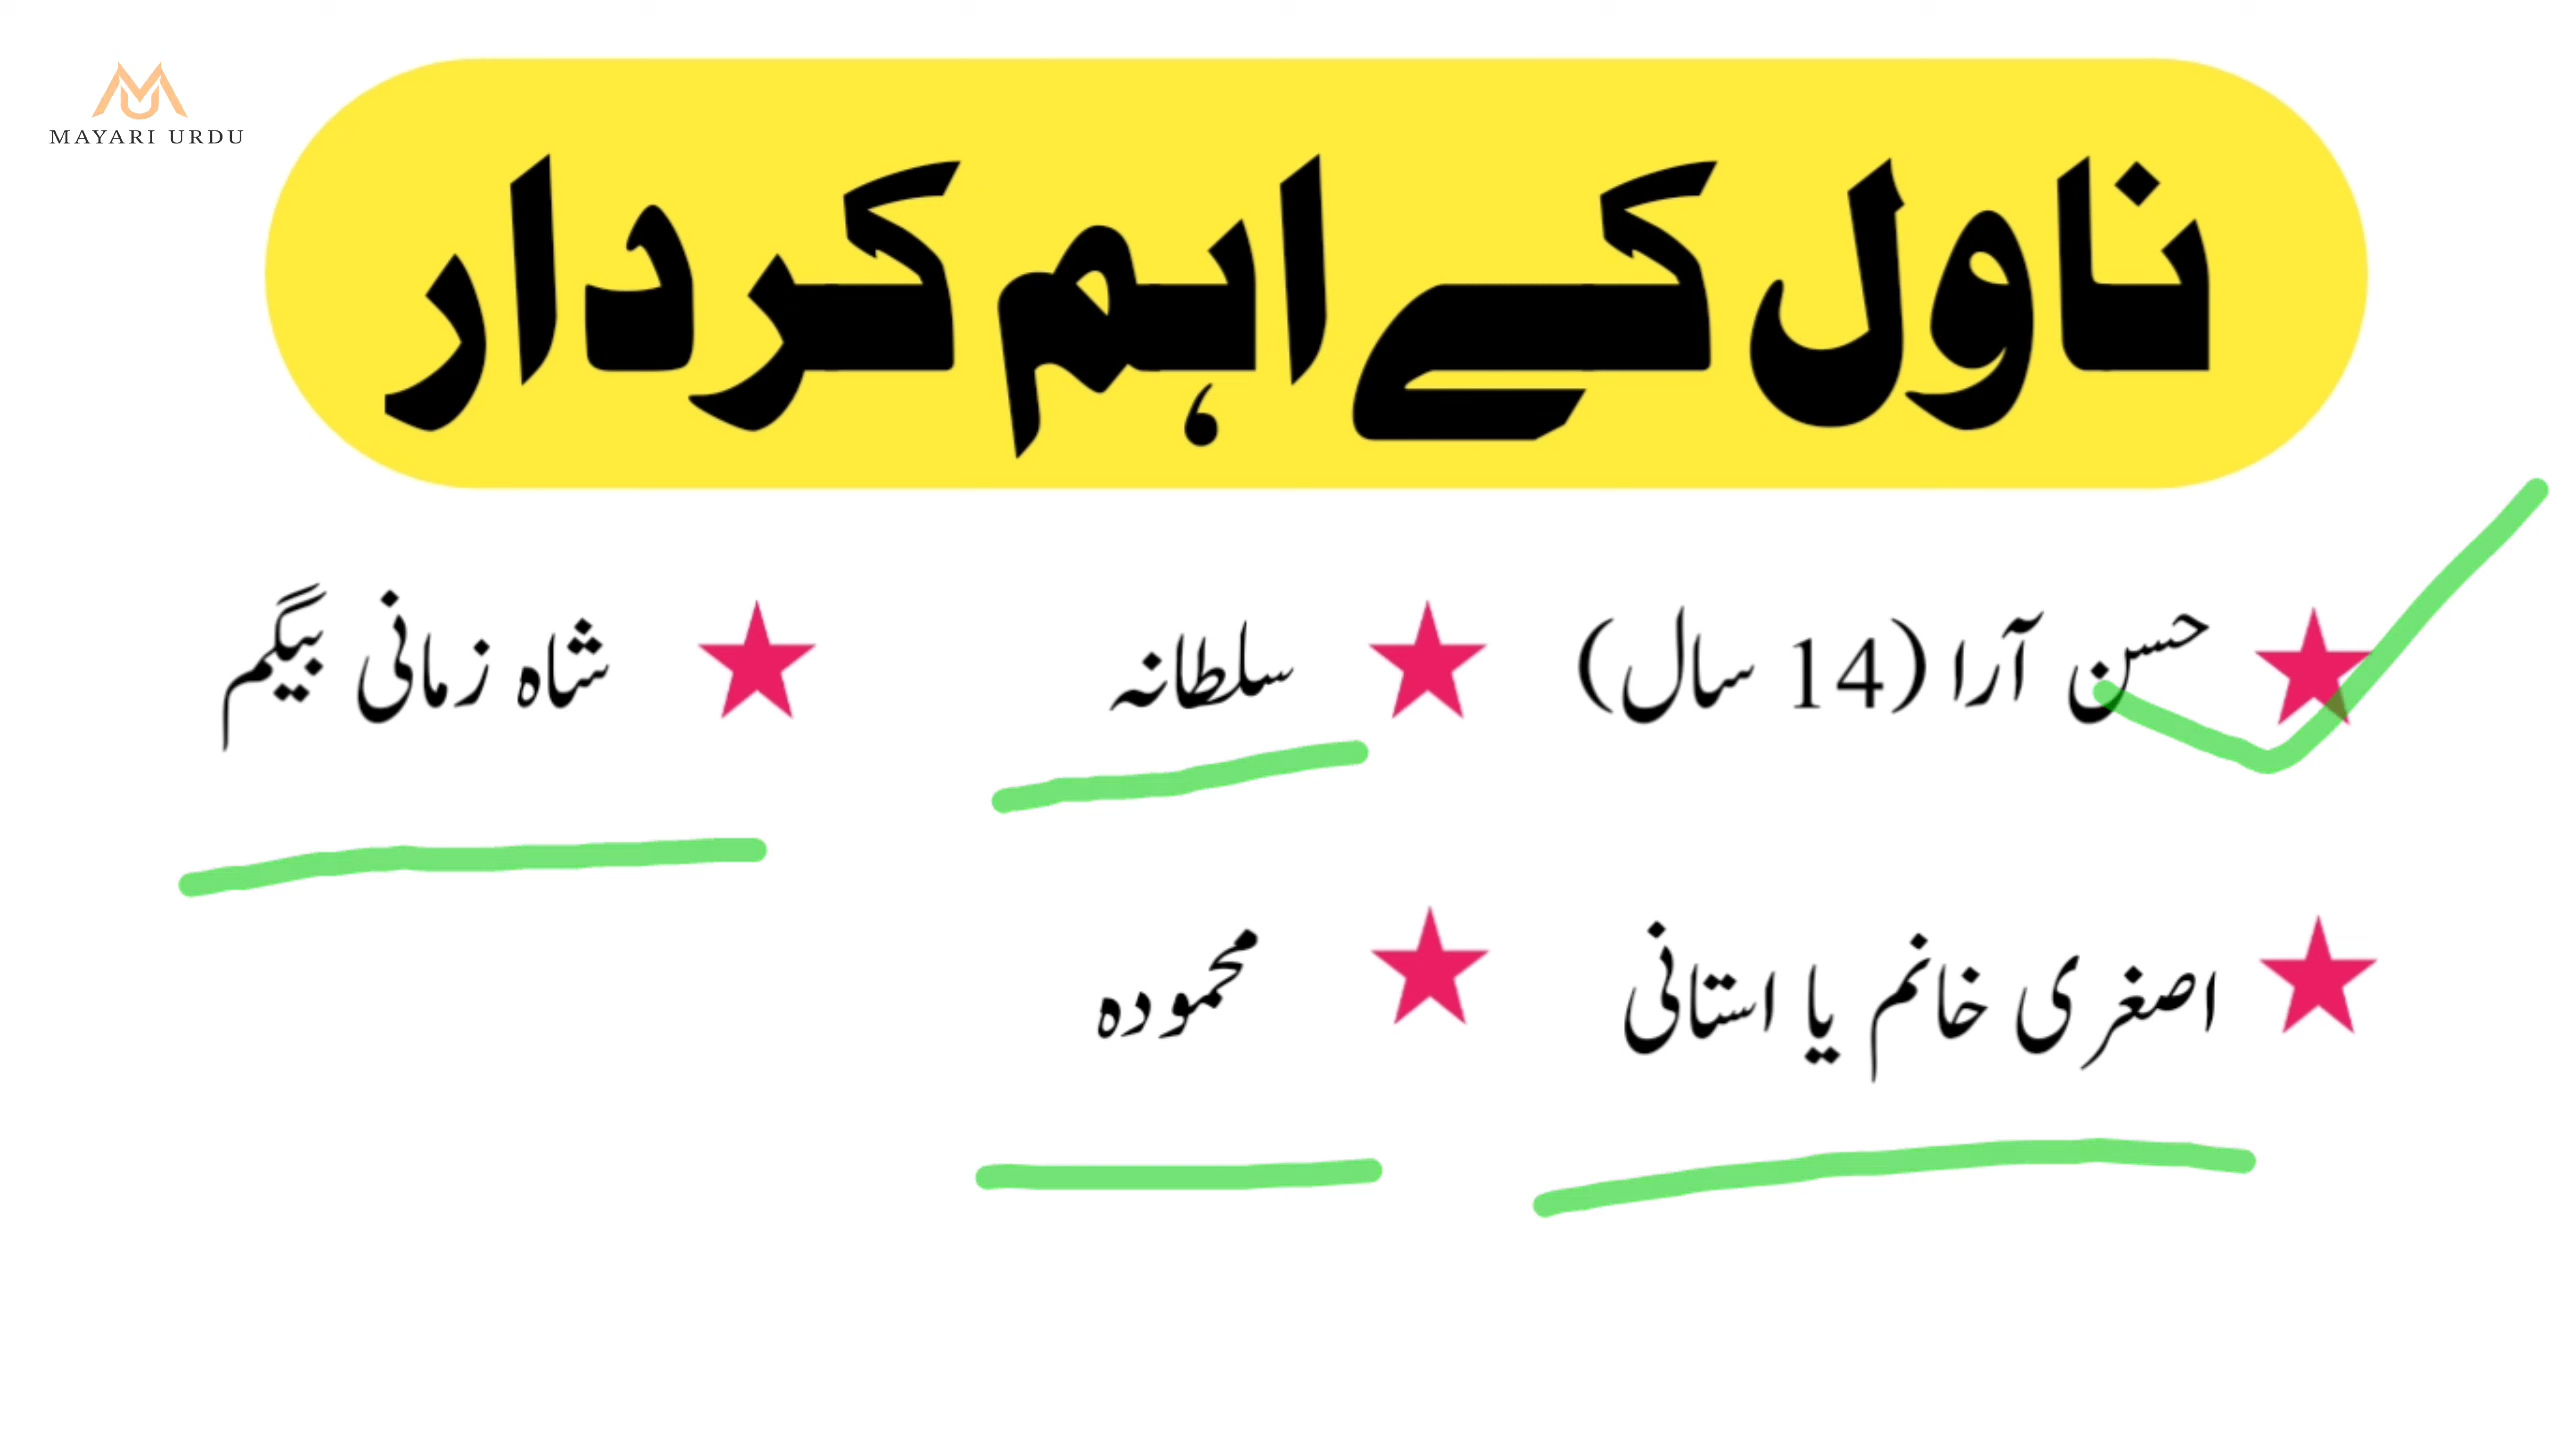 MAYARI URDU
ناول کے اہم کردار
حسن آرا (14 سال) سلطانہ شاہ زمانی بیگم
اصغری خانم یا استانی محمودہ